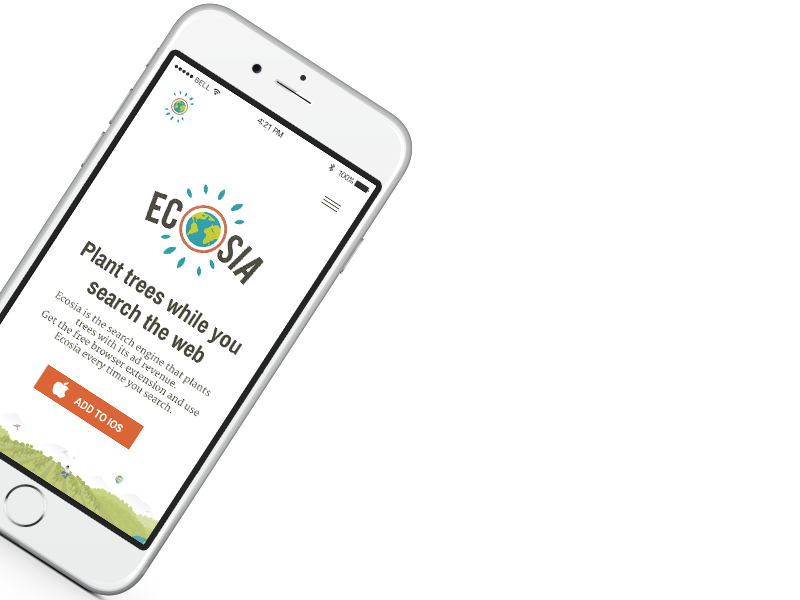 BELL
4:21 PM
100%
ECOSIA
Plant trees while you
search the web
Ecosia is the search engine that plants
trees with its ad revenue.
Get the free browser extension and use
Ecosia every time you search.
ADD TO iOS